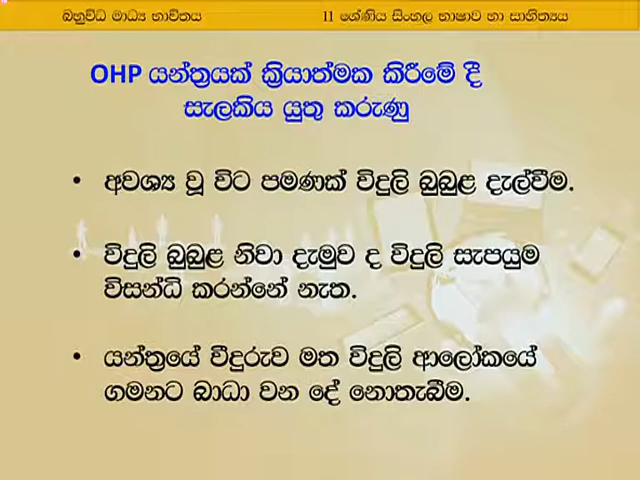 බහුවිධ මාධ්‍ය භාවිතය 11 ශ්‍රේණිය සිංහල භාෂාව හා සාහිත්‍යය
OHP යන්ත්‍රයක් ක්‍රියාත්මක කිරීමේ දී
සැලකිය යුතු කරුණු
• අවශ්‍ය වූ විට පමණක් විදුලි බුබුළ දැල්වීම.
• විදුලි බුබුළ නිවා දැමුව ද විදුලි සැපයුම
විසන්ධි කරන්නේ නැත.
• යන්ත්‍රයේ වීදුරුව මත විදුලි ආලෝකයේ
ගමනට බාධා වන දේ නොතැබීම.